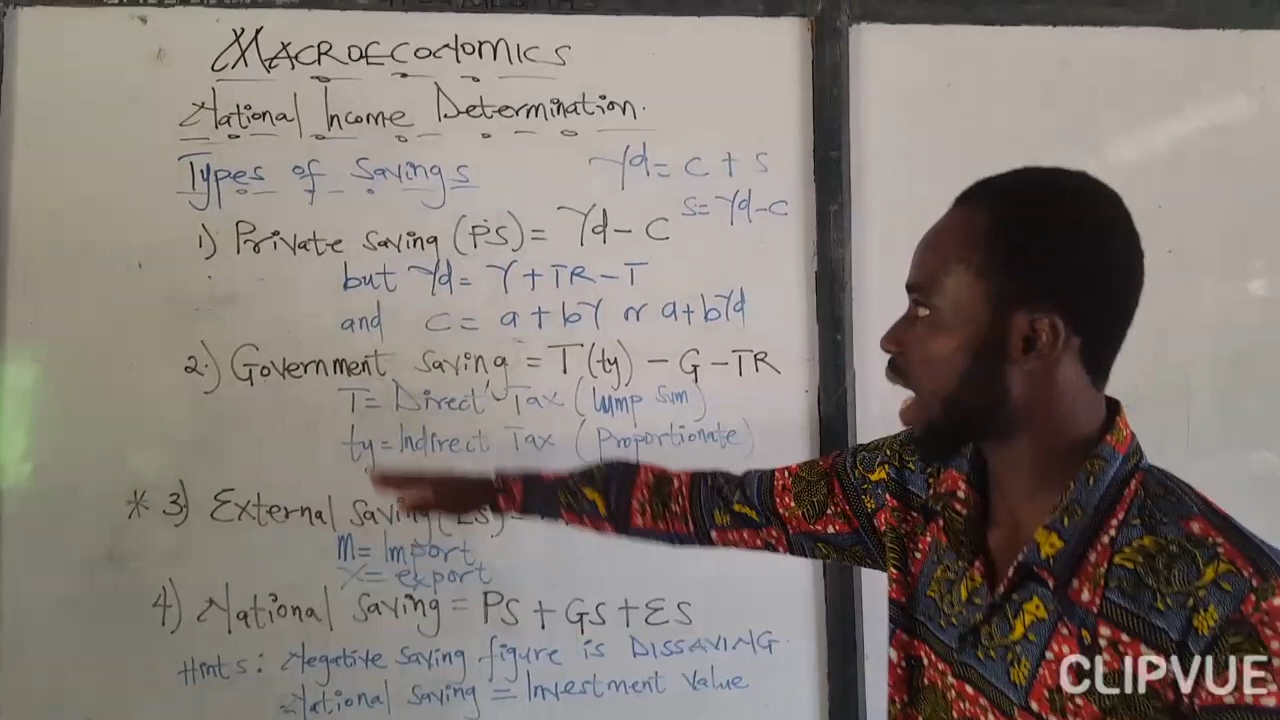 MACROECONOMICS
National Income Determination.
Types of Savings
Yd = C + S
S = Yd - C
1) Private Saving (PS) = Yd - C
but Yd = Y + TR - T
and C = a + bY or a + bYd
2.) Government Saving = T(ty) - G - TR
T = Direct Tax (lump sum)
ty = Indirect Tax (Proportionate)
* 3) External Saving (ES) =
M = Import
X = export
4) National Saving = PS + GS + ES
Hints: Negative saving figure is DISSAVING.
National Saving = Investment Value
CLIPVUE